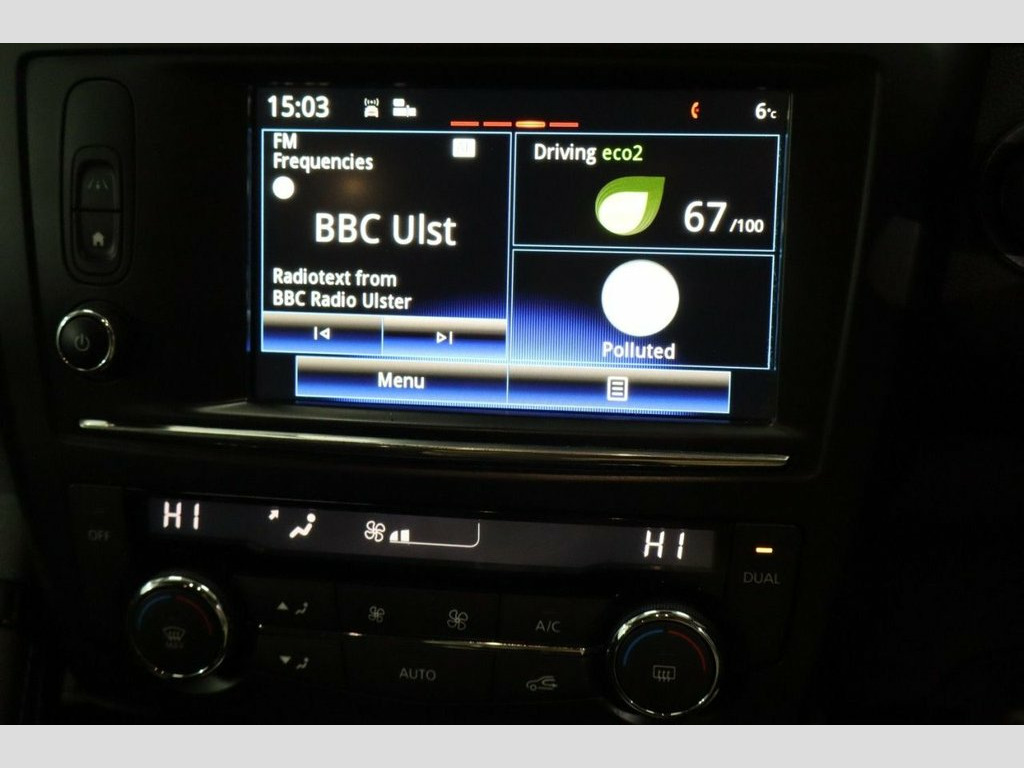 15:03
6°c
FM
Frequencies
BBC Ulst
Radiotext from
BBC Radio Ulster
Driving eco2
67/100
Polluted
Menu
HI
HI
OFF
DUAL
A/C
AUTO
MAX